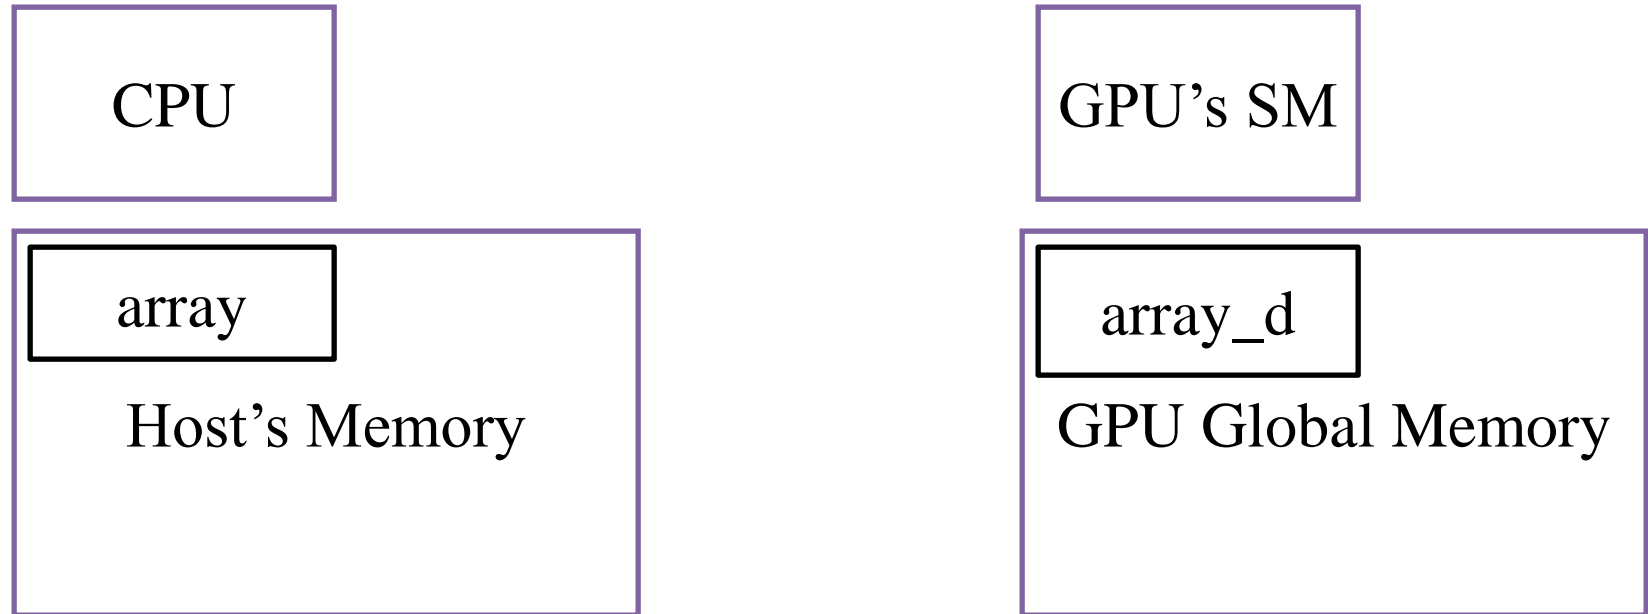 CPU
GPU’s SM
array
array_d
Host’s Memory
GPU Global Memory